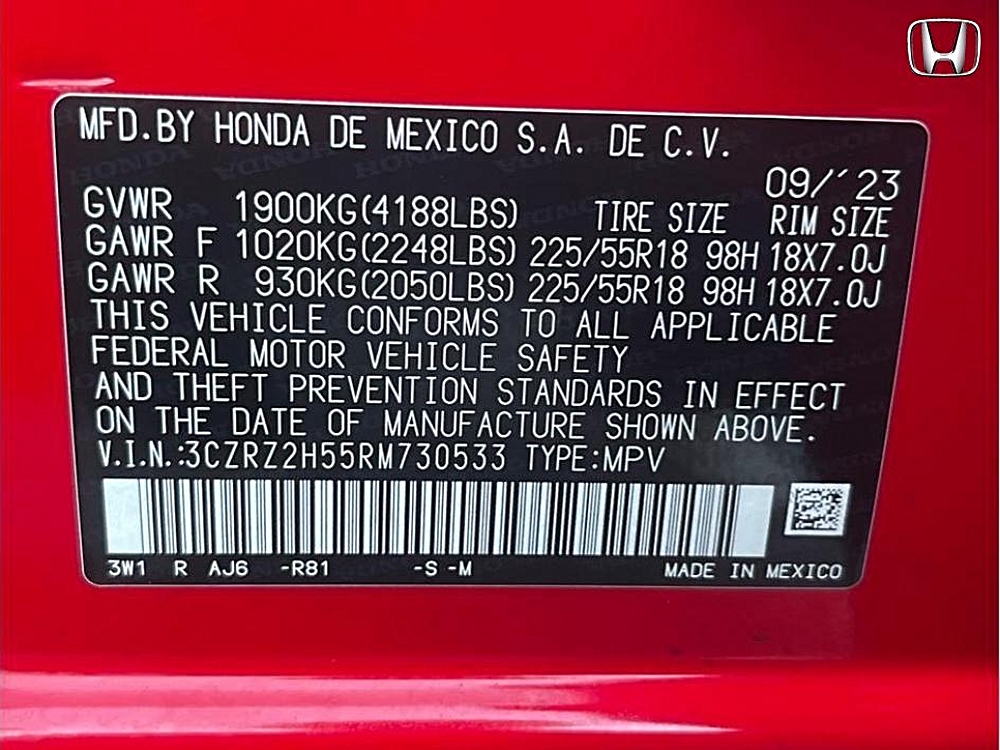 MFD.BY HONDA DE MEXICO S.A. DE C.V.
09/´23
GVWR 1900KG(4188LBS) TIRE SIZE RIM SIZE
GAWR F 1020KG(2248LBS) 225/55R18 98H 18X7.0J
GAWR R 930KG(2050LBS) 225/55R18 98H 18X7.0J
THIS VEHICLE CONFORMS TO ALL APPLICABLE
FEDERAL MOTOR VEHICLE SAFETY
AND THEFT PREVENTION STANDARDS IN EFFECT
ON THE DATE OF MANUFACTURE SHOWN ABOVE.
V.I.N.:3CZRZ2H55RM730533 TYPE:MPV
3W1 R AJ6 -R81 -S -M MADE IN MEXICO